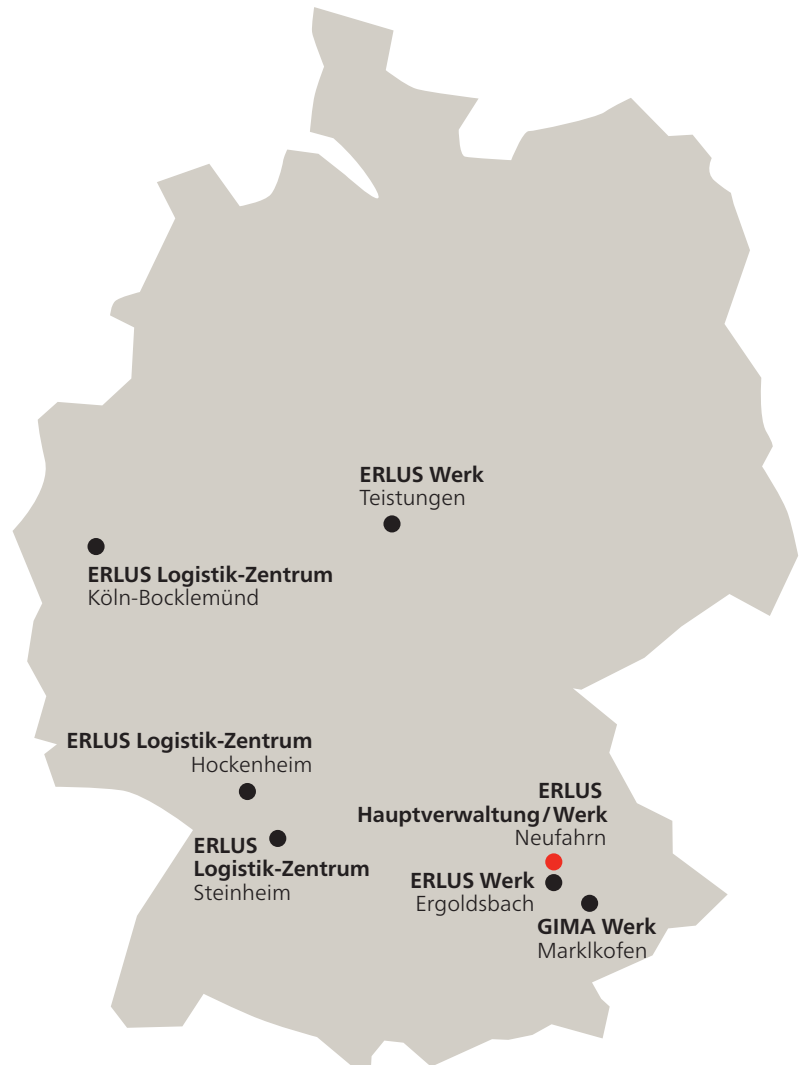 ERLUS Werk
Teistungen
ERLUS Logistik-Zentrum
Köln-Bocklemünd
ERLUS Logistik-Zentrum
Hockenheim
ERLUS
Logistik-Zentrum
Steinheim
ERLUS
Hauptverwaltung/Werk
Neufahrn
ERLUS Werk
Ergoldsbach
GIMA Werk
Marklkofen